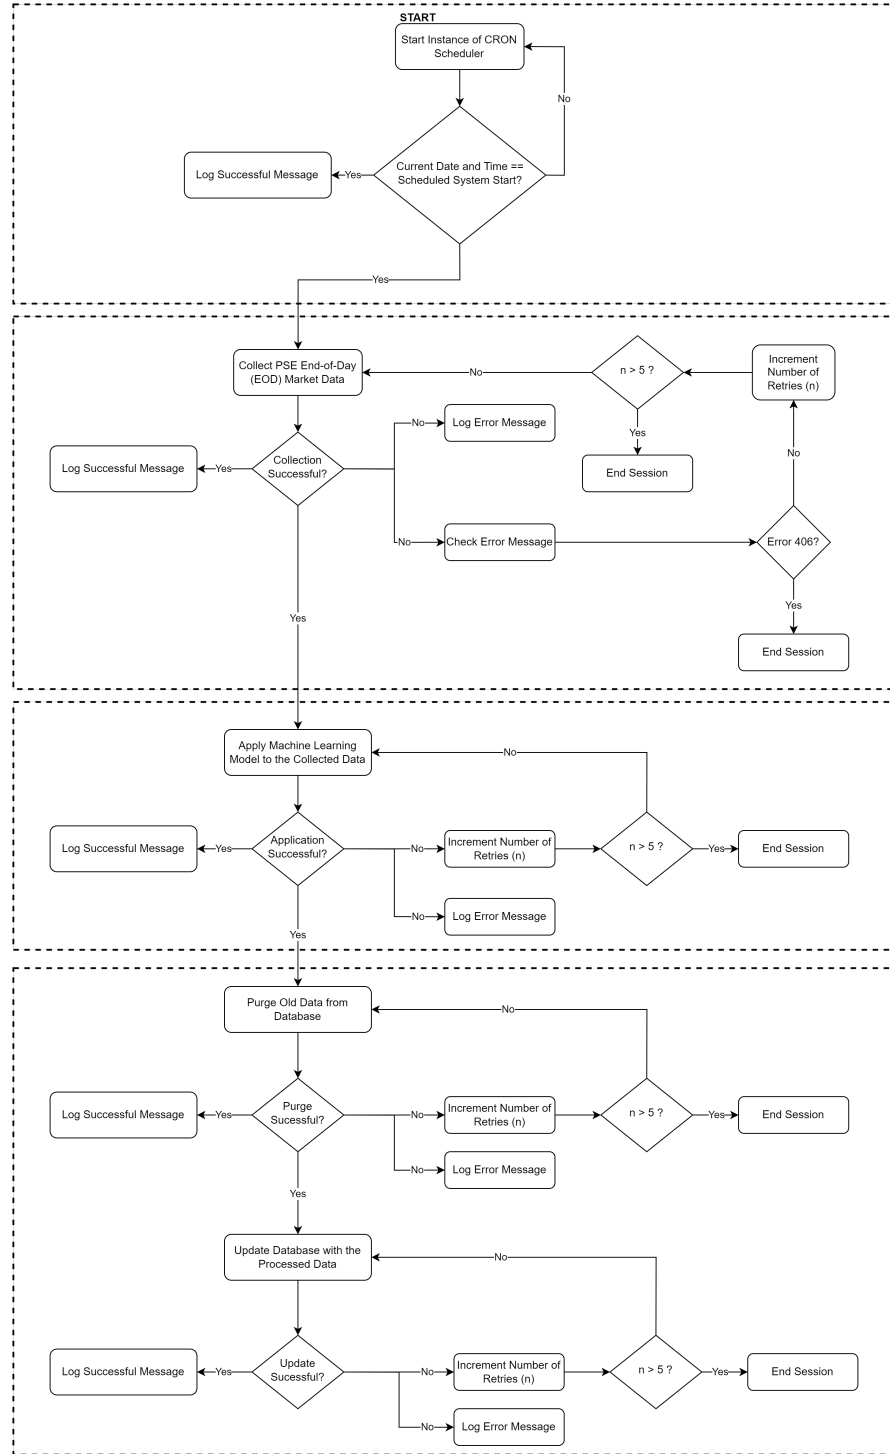 START
Start Instance of CRON
Scheduler
No
Current Date and Time ==
Scheduled System Start?
Yes
Log Successful Message
Yes
Collect PSE End-of-Day
(EOD) Market Data
No
n > 5 ?
Increment
Number of
Retries (n)
No
Log Error Message
Yes
No
Collection
Successful?
Yes
Log Successful Message
End Session
No
Check Error Message
Error 406?
Yes
Yes
End Session
Apply Machine Learning
Model to the Collected Data
No
Log Successful Message
Yes
Application
Successful?
No
Increment Number of
Retries (n)
n > 5 ?
Yes
End Session
No
Log Error Message
Yes
Purge Old Data from
Database
No
Log Successful Message
Yes
Purge
Sucessful?
No
Increment Number of
Retries (n)
n > 5 ?
Yes
End Session
No
Log Error Message
Yes
Update Database with the
Processed Data
No
Log Successful Message
Yes
Update
Sucessful?
No
Increment Number of
Retries (n)
n > 5 ?
Yes
End Session
No
Log Error Message